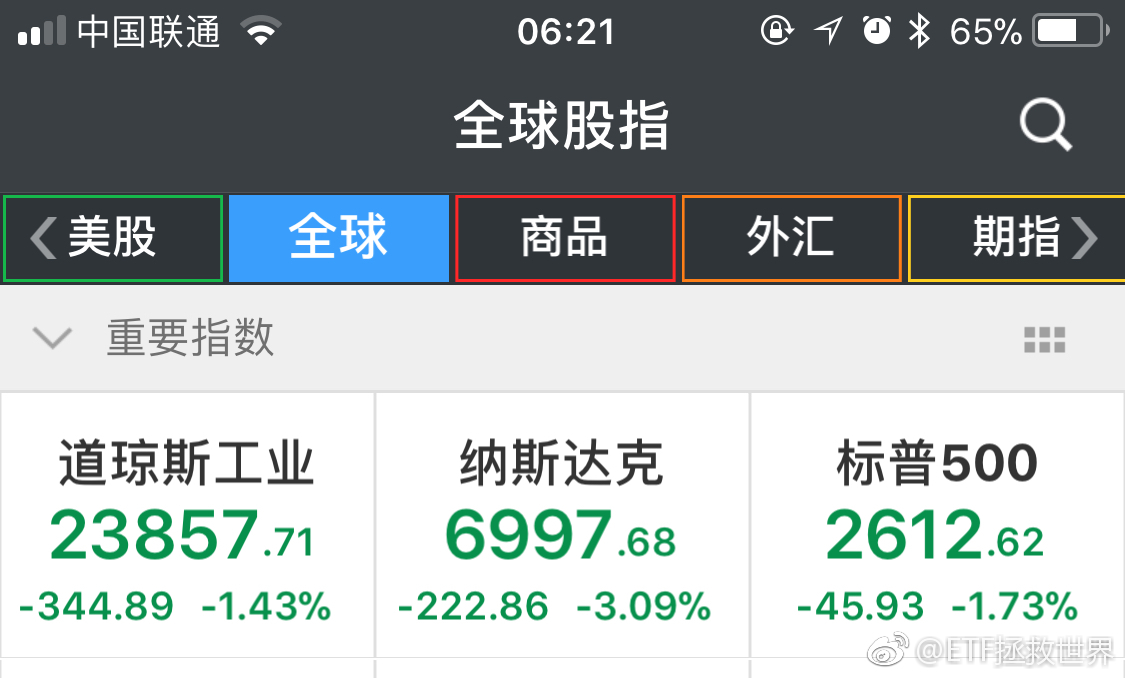 中国联通 06:21 65%
全球股指
美股 全球 商品 外汇 期指
重要指数
道琼斯工业 纳斯达克 标普500
23857.71 6997.68 2612.62
-344.89 -1.43% -222.86 -3.09% -45.93 -1.73%
@ETF拯救世界